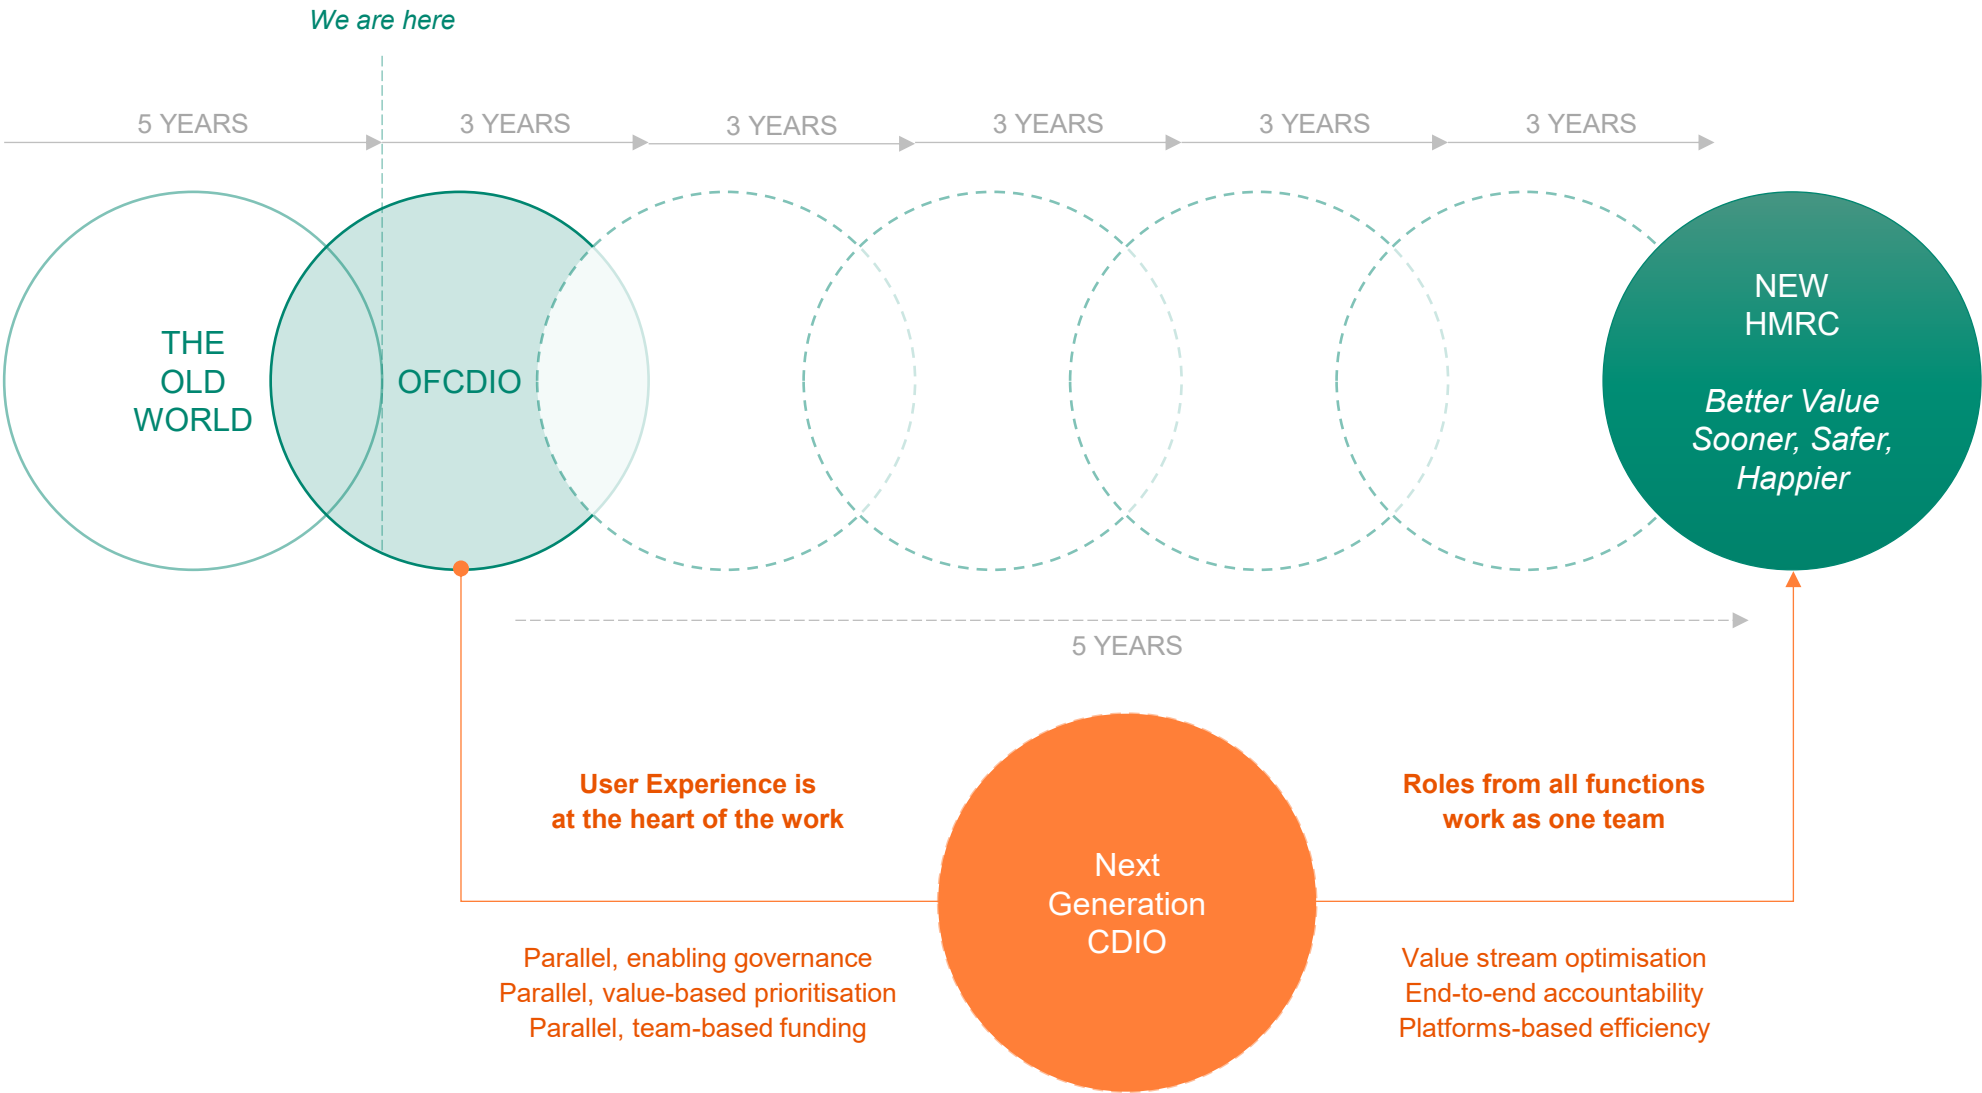 We are here
5 YEARS
3 YEARS
3 YEARS
3 YEARS
3 YEARS
3 YEARS
THE
OLD
WORLD
OFCDIO
NEW
HMRC
Better Value
Sooner, Safer,
Happier
5 YEARS
User Experience is
at the heart of the work
Next
Generation
CDIO
Roles from all functions
work as one team
Parallel, enabling governance
Parallel, value-based prioritisation
Parallel, team-based funding
Value stream optimisation
End-to-end accountability
Platforms-based efficiency